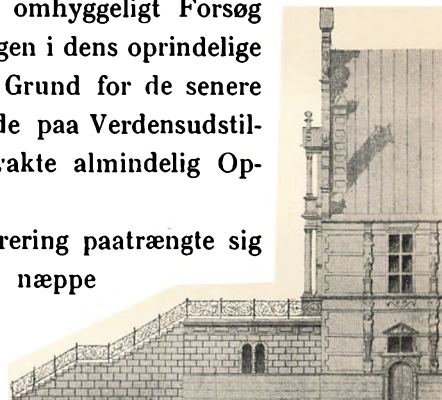 omhyggeligt Forsøg
gen i dens oprindelige
Grund for de senere
de paa Verdensudstil-
vakte almindelig Op-
rering paatrængte sig
næppe